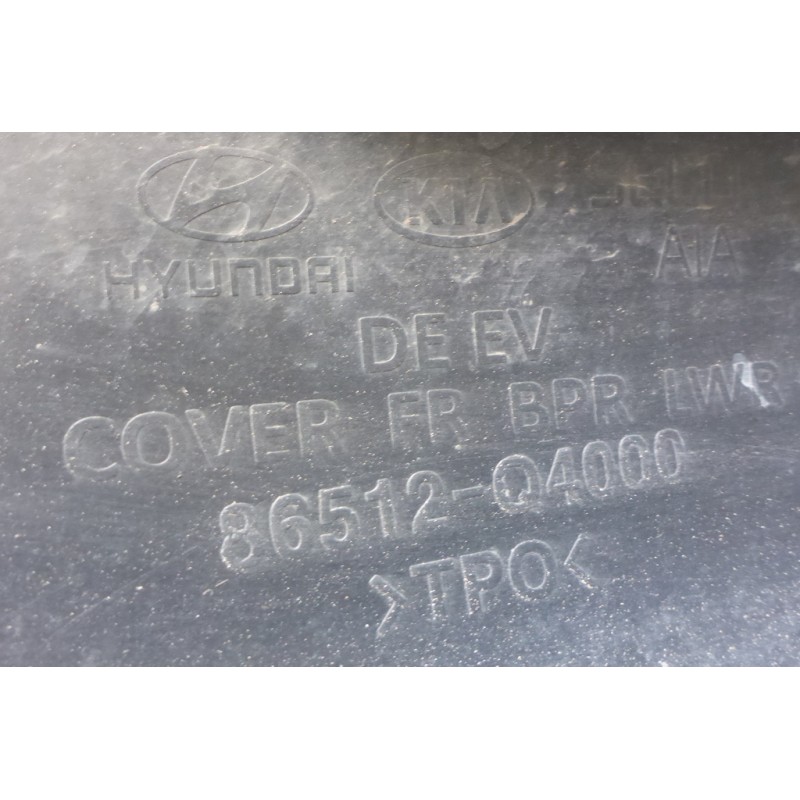 KIA
HYUNDAI
AIA
DE EV
COVER FR BPR LWR
86512-Q4000
>TPO<